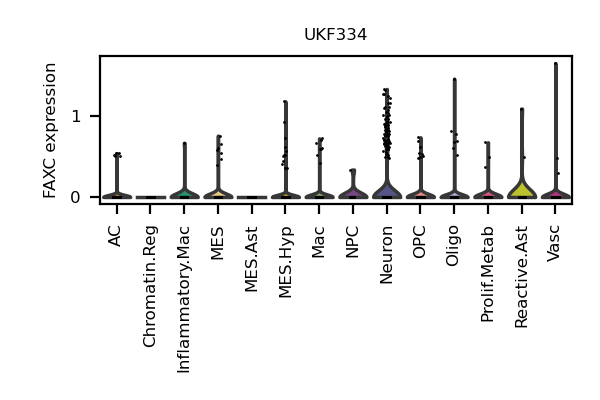 UKF334
FAXC expression
1
0
AC
Chromatin.Reg
Inflammatory.Mac
MES
MES.Ast
MES.Hyp
Mac
NPC
Neuron
OPC
Oligo
Prolif.Metab
Reactive.Ast
Vasc